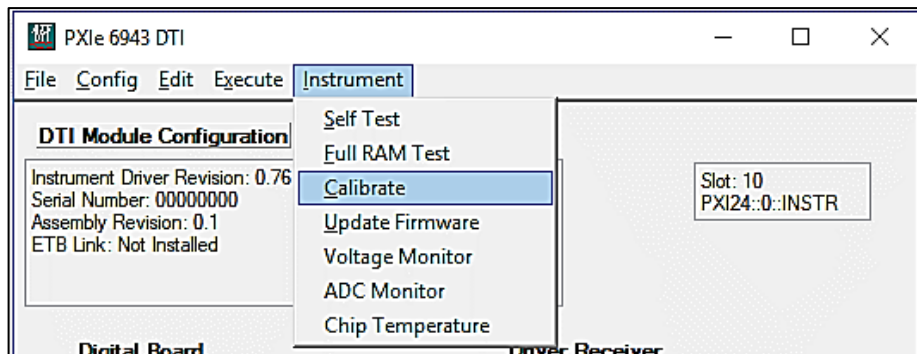 PXIe 6943 DTI
File Config Edit Execute Instrument
Self Test
Full RAM Test
Calibrate
Update Firmware
Voltage Monitor
ADC Monitor
Chip Temperature
DTI Module Configuration
Instrument Driver Revision: 0.76
Serial Number: 00000000
Assembly Revision: 0.1
ETB Link: Not Installed
Slot: 10
PXI24::0::INSTR
Digital Board
Driver Receiver